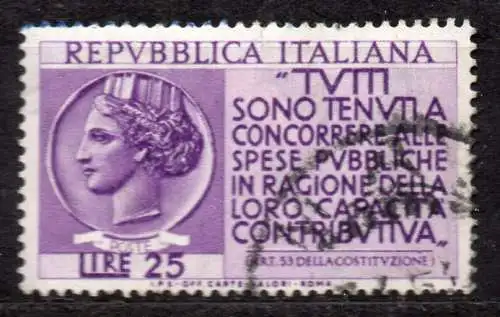 REPVBBLICA ITALIANA
"TVTTI
SONO TENVTI A
CONCORRERE ALLE
SPESE PVBBLICHE
IN RAGIONE DELLA
LORO CAPACITÀ
CONTRIBVTIVA„
(ART. 53 DELLA COSTITVZIONE)
POSTE
LIRE 25
I.P.S.-OFF. CARTE-VALORI-ROMA